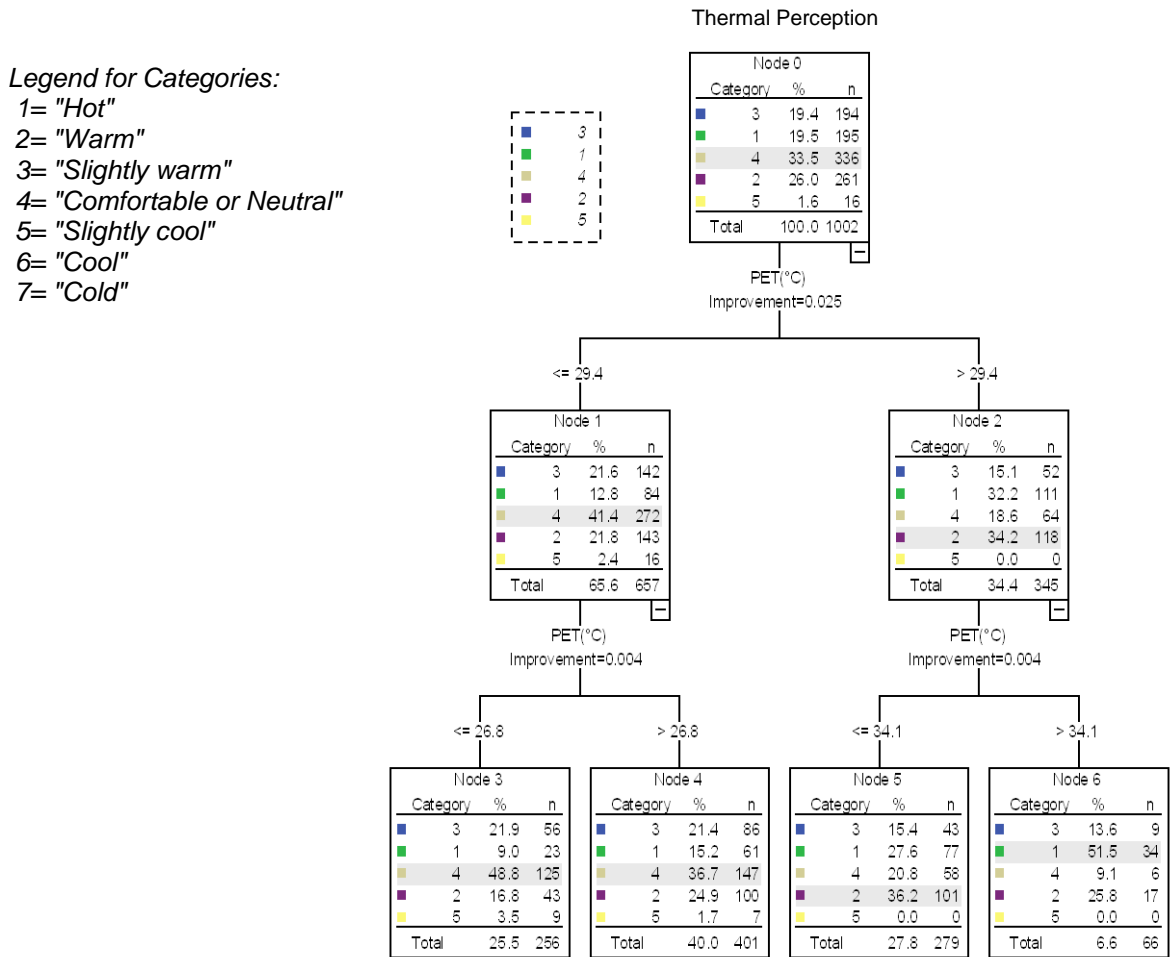 Thermal Perception
Legend for Categories:
1= "Hot"
2= "Warm"
3= "Slightly warm"
4= "Comfortable or Neutral"
5= "Slightly cool"
6= "Cool"
7= "Cold"
3
1
4
2
5
Node 0
Category % n
3 19.4 194
1 19.5 195
4 33.5 336
2 26.0 261
5 1.6 16
Total 100.0 1002
PET(°C)
Improvement=0.025
<= 29.4
> 29.4
Node 1
Category % n
3 21.6 142
1 12.8 84
4 41.4 272
2 21.8 143
5 2.4 16
Total 65.6 657
Node 2
Category % n
3 15.1 52
1 32.2 111
4 18.6 64
2 34.2 118
5 0.0 0
Total 34.4 345
PET(°C)
Improvement=0.004
PET(°C)
Improvement=0.004
<= 26.8
> 26.8
<= 34.1
> 34.1
Node 3
Category % n
3 21.9 56
1 9.0 23
4 48.8 125
2 16.8 43
5 3.5 9
Total 25.5 256
Node 4
Category % n
3 21.4 86
1 15.2 61
4 36.7 147
2 24.9 100
5 1.7 7
Total 40.0 401
Node 5
Category % n
3 15.4 43
1 27.6 77
4 20.8 58
2 36.2 101
5 0.0 0
Total 27.8 279
Node 6
Category % n
3 13.6 9
1 51.5 34
4 9.1 6
2 25.8 17
5 0.0 0
Total 6.6 66